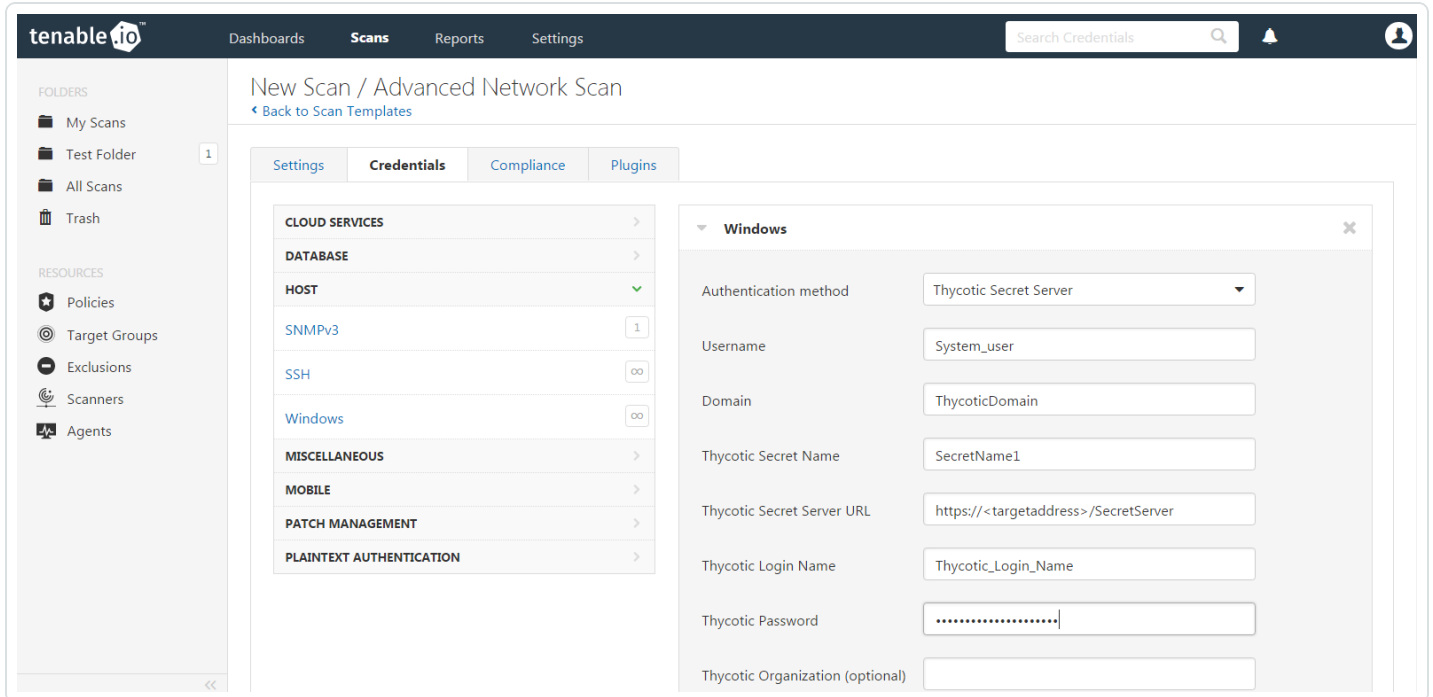 tenable.io™ Dashboards Scans Reports Settings Search Credentials
FOLDERS
My Scans
Test Folder 1
All Scans
Trash
RESOURCES
Policies
Target Groups
Exclusions
Scanners
Agents
New Scan / Advanced Network Scan
Back to Scan Templates
Settings Credentials Compliance Plugins
CLOUD SERVICES
DATABASE
HOST
SNMPv3 1
SSH ∞
Windows ∞
MISCELLANEOUS
MOBILE
PATCH MANAGEMENT
PLAINTEXT AUTHENTICATION
Windows
Authentication method Thycotic Secret Server
Username System_user
Domain ThycoticDomain
Thycotic Secret Name SecretName1
Thycotic Secret Server URL https://<targetaddress>/SecretServer
Thycotic Login Name Thycotic_Login_Name
Thycotic Password •••••••••••••••••••••
Thycotic Organization (optional)